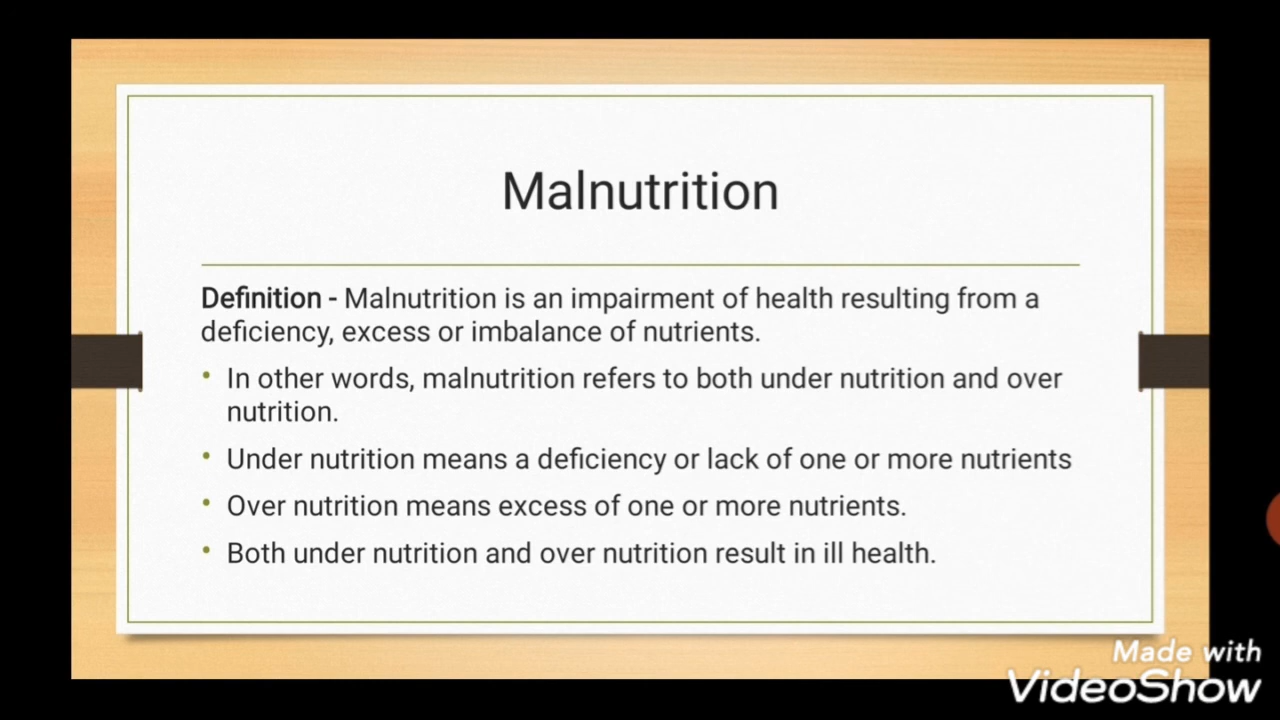 Malnutrition
Definition - Malnutrition is an impairment of health resulting from a
deficiency, excess or imbalance of nutrients.
• In other words, malnutrition refers to both under nutrition and over
nutrition.
• Under nutrition means a deficiency or lack of one or more nutrients
• Over nutrition means excess of one or more nutrients.
• Both under nutrition and over nutrition result in ill health.
Made with
VideoShow